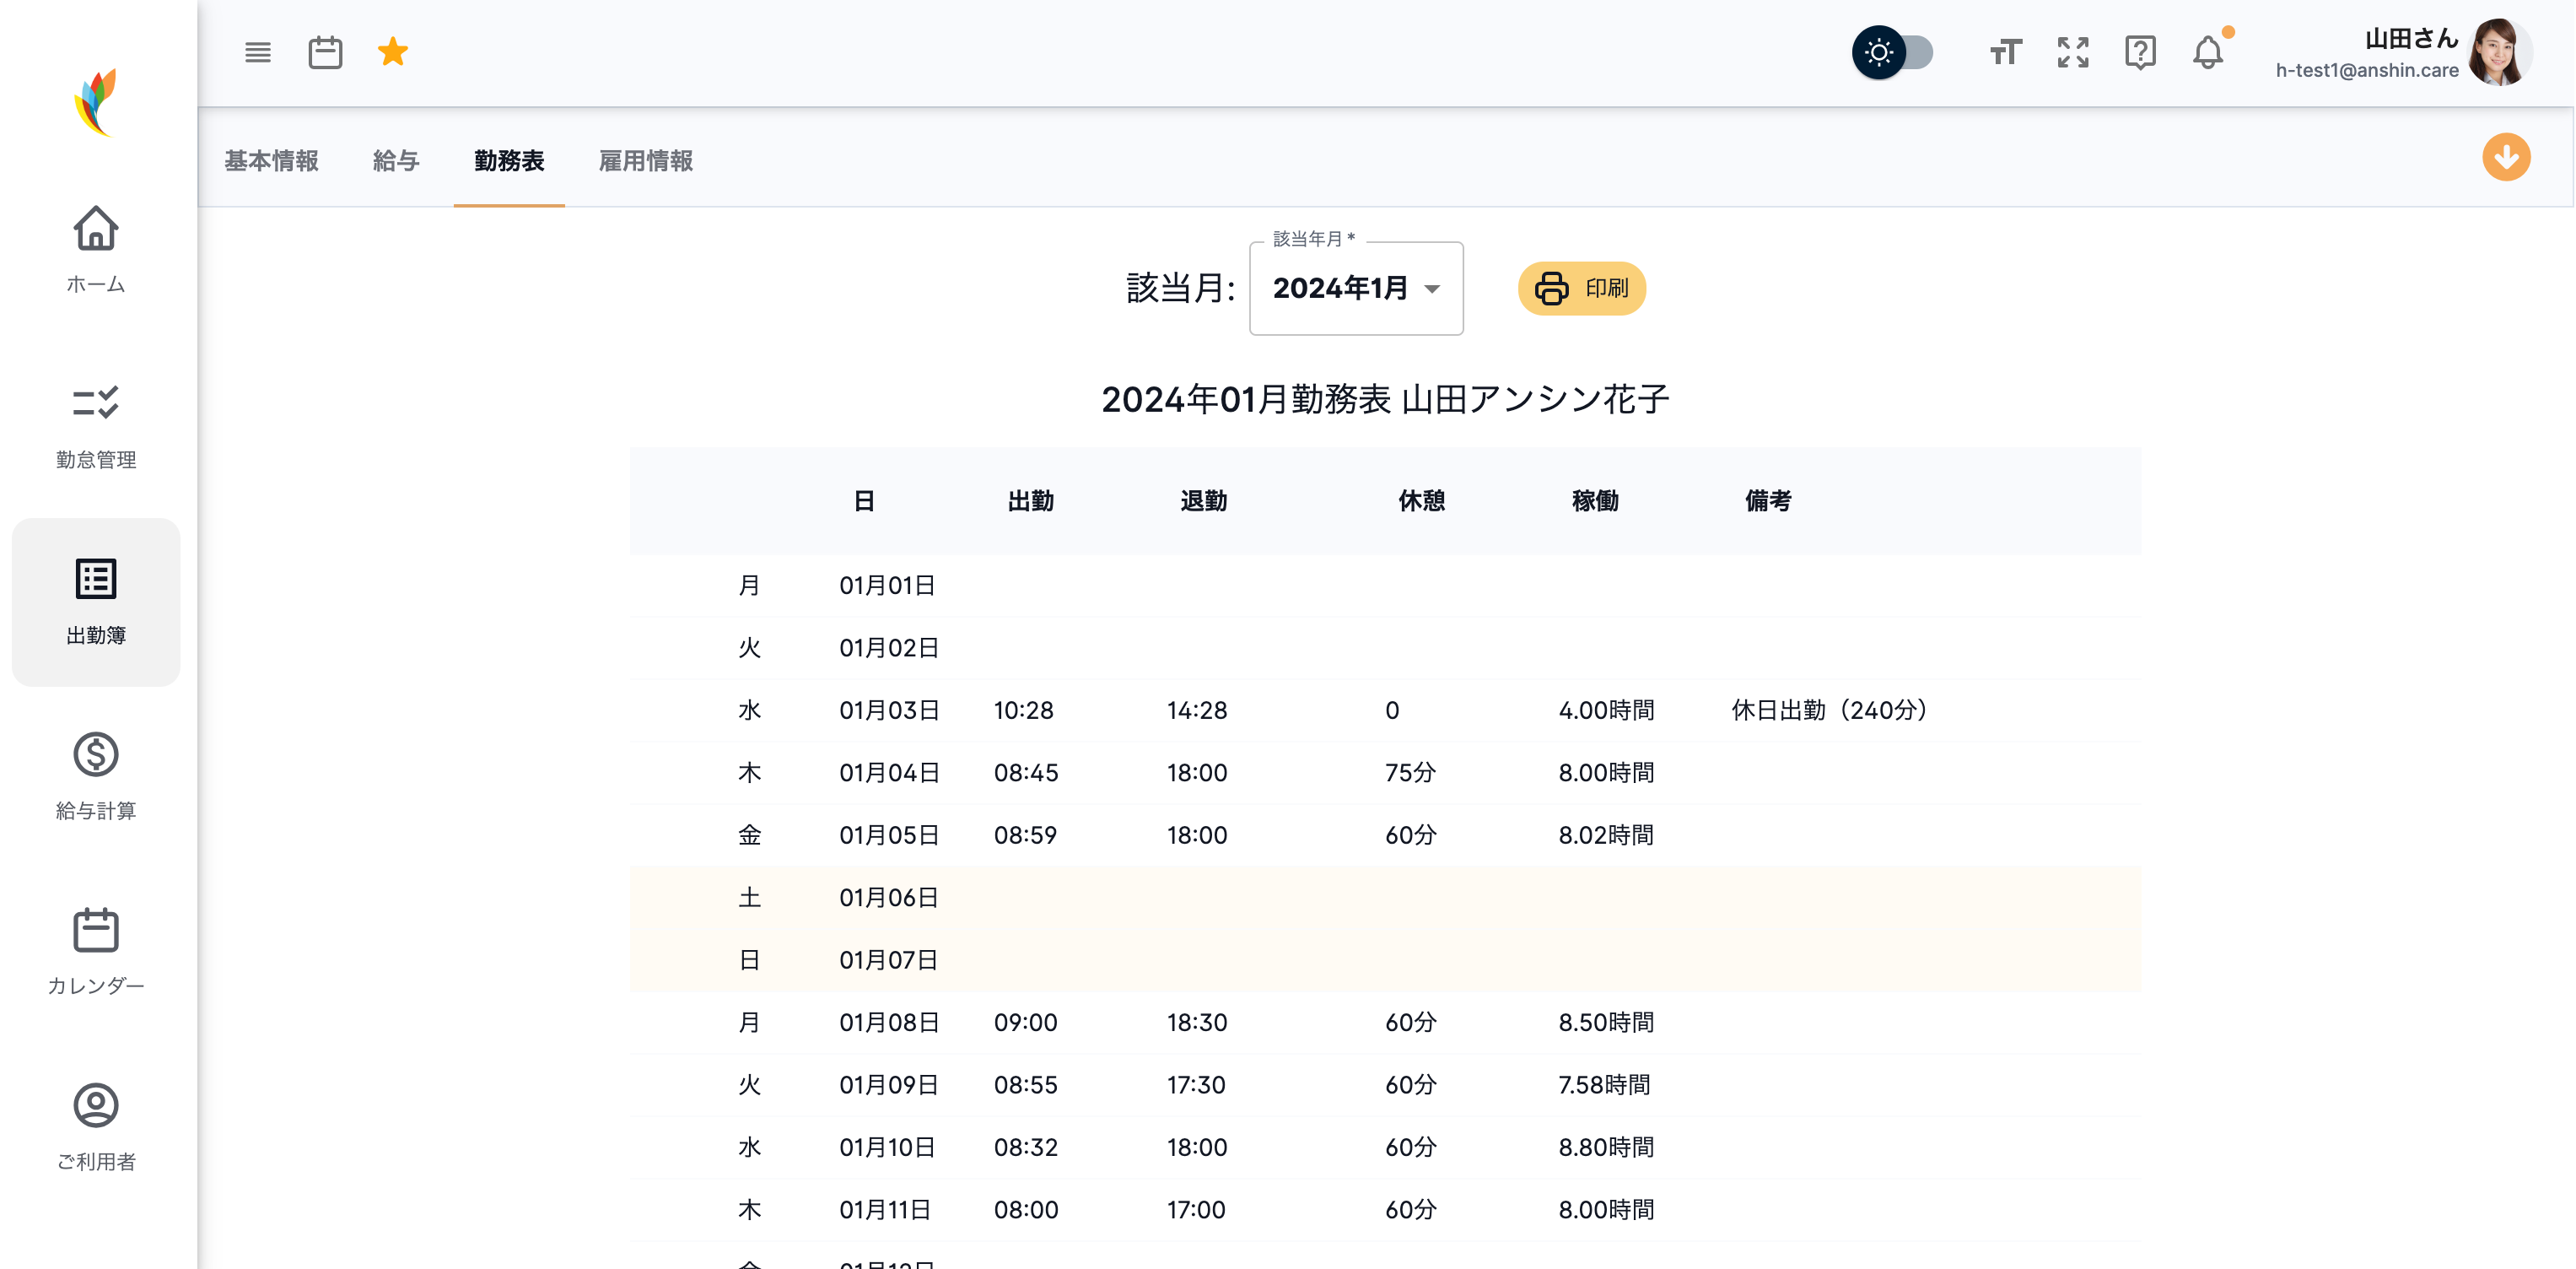 山田さん
h-test1@anshin.care
基本情報 給与 勤務表 雇用情報
ホーム
勤怠管理
出勤簿
給与計算
カレンダー
ご利用者
該当年月 *
該当月: 2024年1月 印刷
2024年01月勤務表 山田アンシン花子
日 出勤 退勤 休憩 稼働 備考
月 01月01日
火 01月02日
水 01月03日 10:28 14:28 0 4.00時間 休日出勤（240分）
木 01月04日 08:45 18:00 75分 8.00時間
金 01月05日 08:59 18:00 60分 8.02時間
土 01月06日
日 01月07日
月 01月08日 09:00 18:30 60分 8.50時間
火 01月09日 08:55 17:30 60分 7.58時間
水 01月10日 08:32 18:00 60分 8.80時間
木 01月11日 08:00 17:00 60分 8.00時間